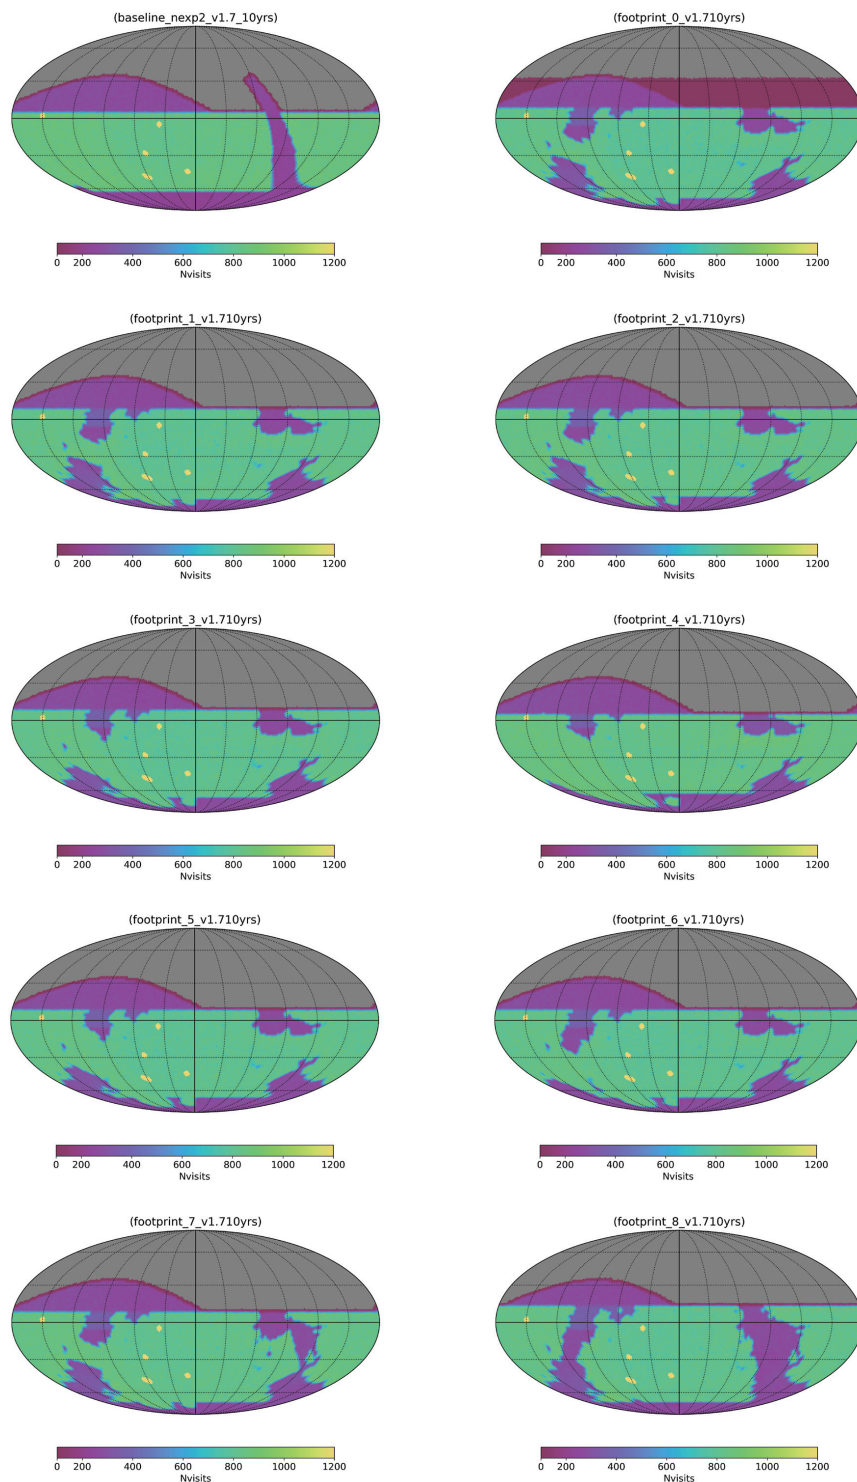 (baseline_nexp2_v1.7_10yrs)
0 200 400 600 800 1000 1200
Nvisits
(footprint_0_v1.710yrs)
0 200 400 600 800 1000 1200
Nvisits
(footprint_1_v1.710yrs)
0 200 400 600 800 1000 1200
Nvisits
(footprint_2_v1.710yrs)
0 200 400 600 800 1000 1200
Nvisits
(footprint_3_v1.710yrs)
0 200 400 600 800 1000 1200
Nvisits
(footprint_4_v1.710yrs)
0 200 400 600 800 1000 1200
Nvisits
(footprint_5_v1.710yrs)
0 200 400 600 800 1000 1200
Nvisits
(footprint_6_v1.710yrs)
0 200 400 600 800 1000 1200
Nvisits
(footprint_7_v1.710yrs)
0 200 400 600 800 1000 1200
Nvisits
(footprint_8_v1.710yrs)
0 200 400 600 800 1000 1200
Nvisits